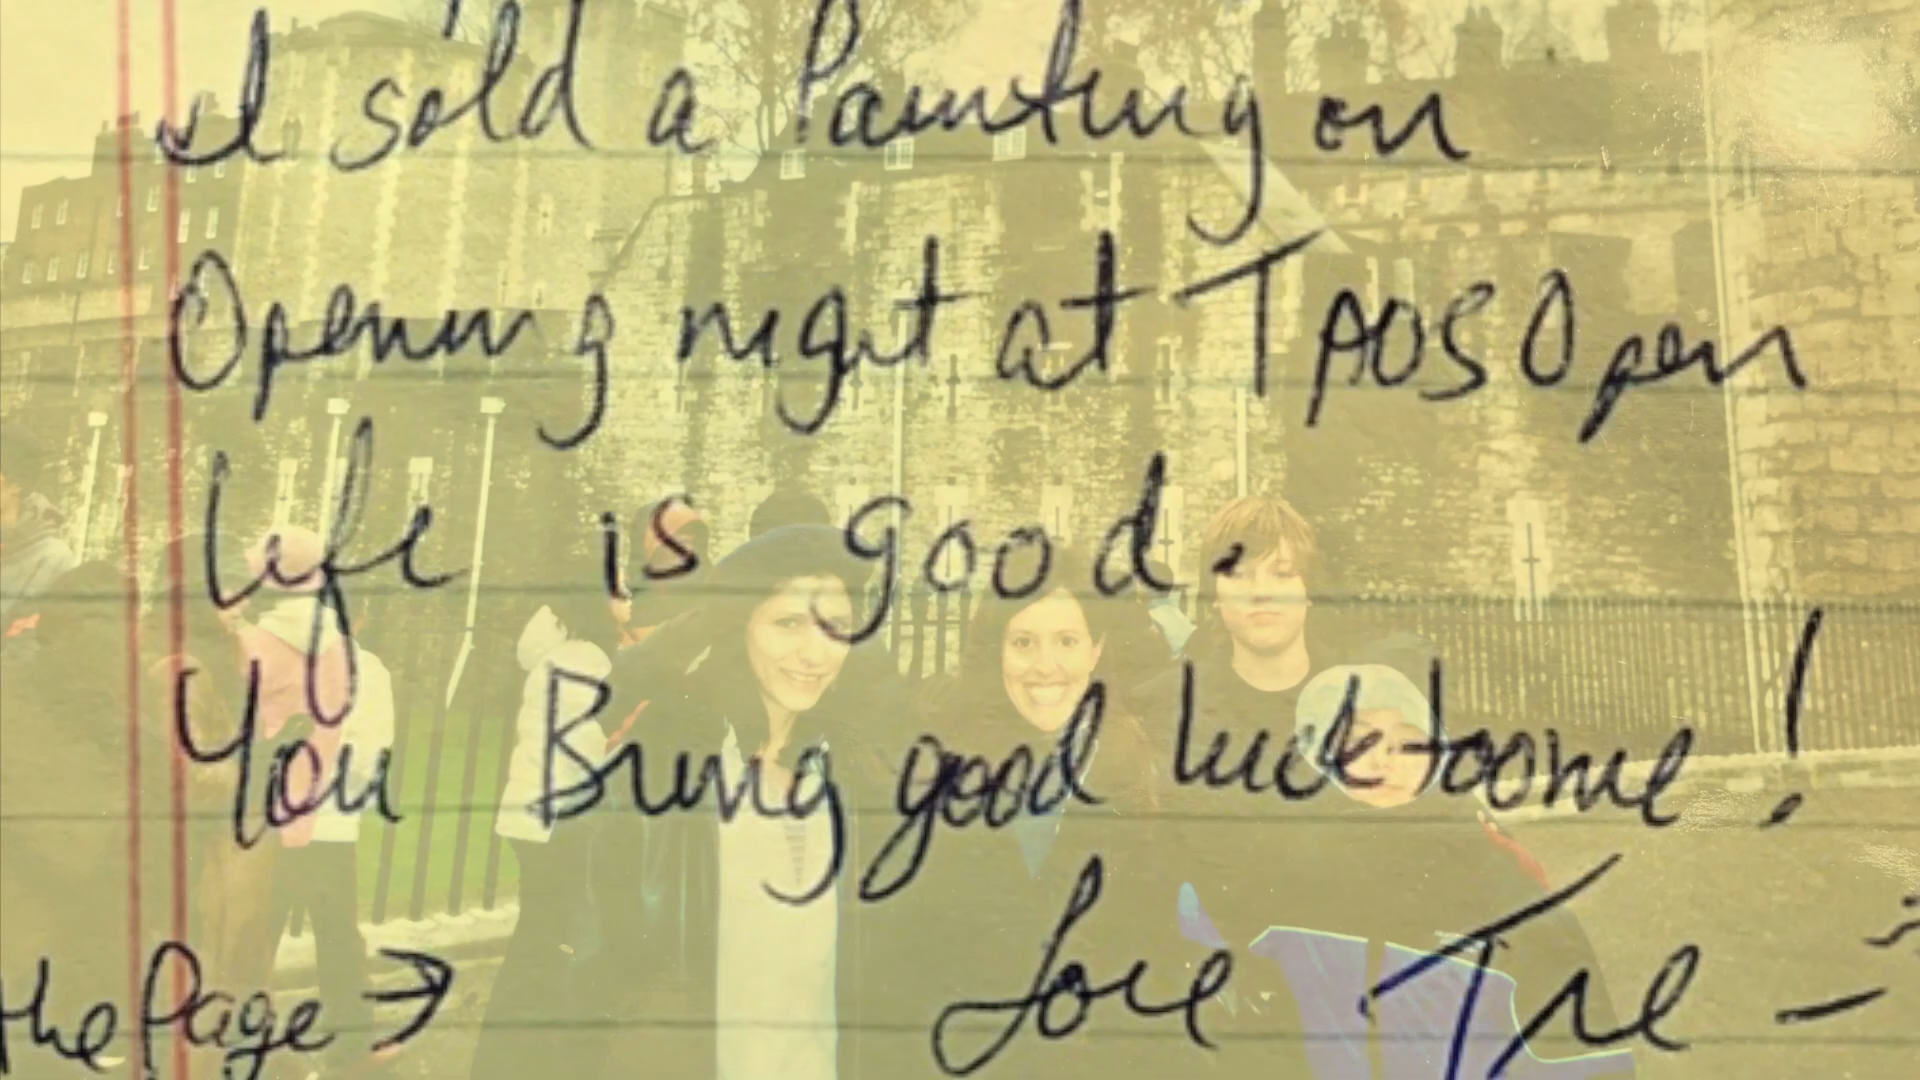 I sold a Painting on
Opening night at TAOS Open
Life is good.
You Bring good luck to me!
Love Tre -
the Page →